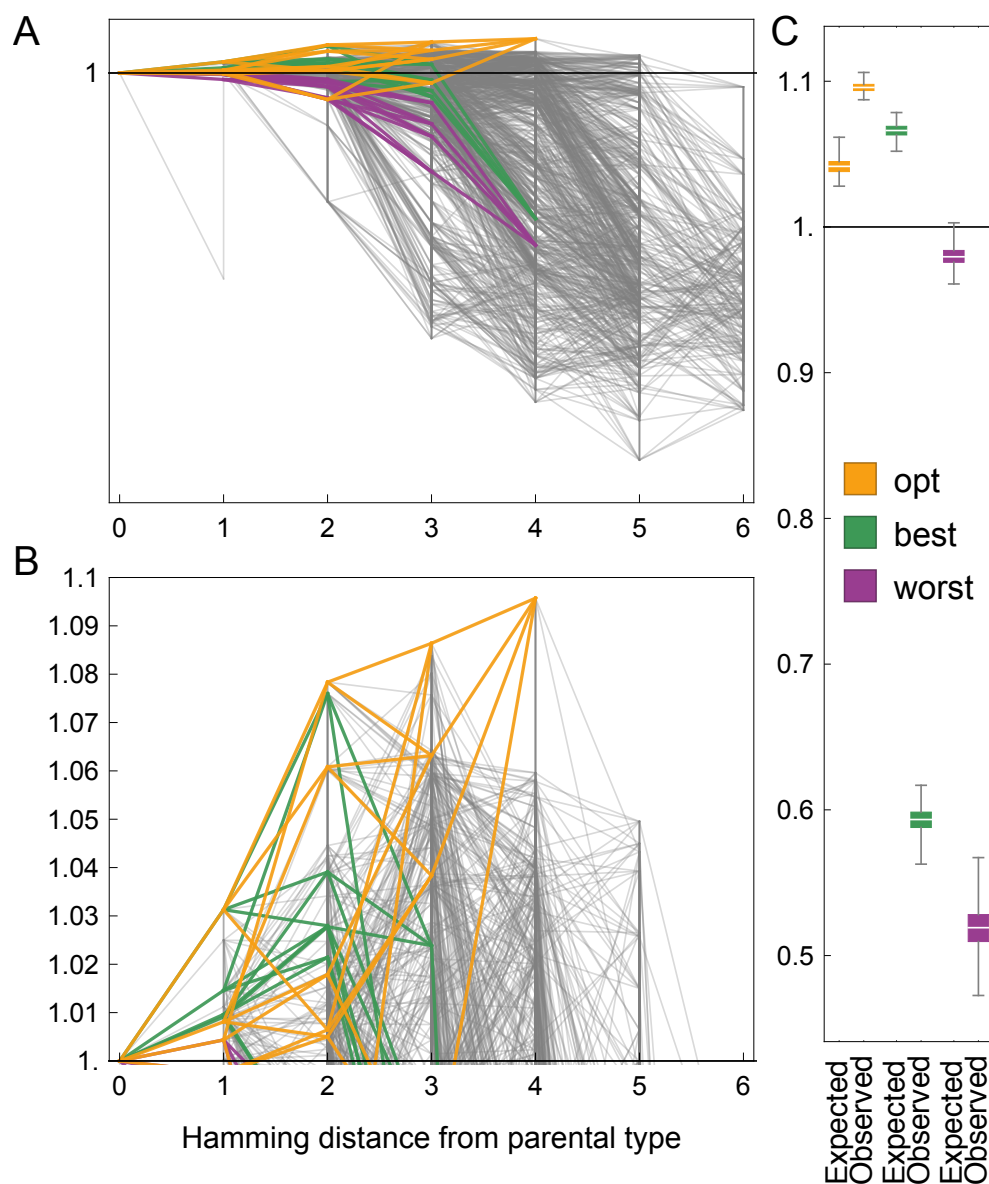 A
1
0 1 2 3 4 5 6
B
1.1
1.09
1.08
1.07
1.06
1.05
1.04
1.03
1.02
1.01
1.
0 1 2 3 4 5 6
Hamming distance from parental type
C
1.1
1.
0.9
0.8
0.7
0.6
0.5
opt
best
worst
Expected
Observed
Expected
Observed
Expected
Observed